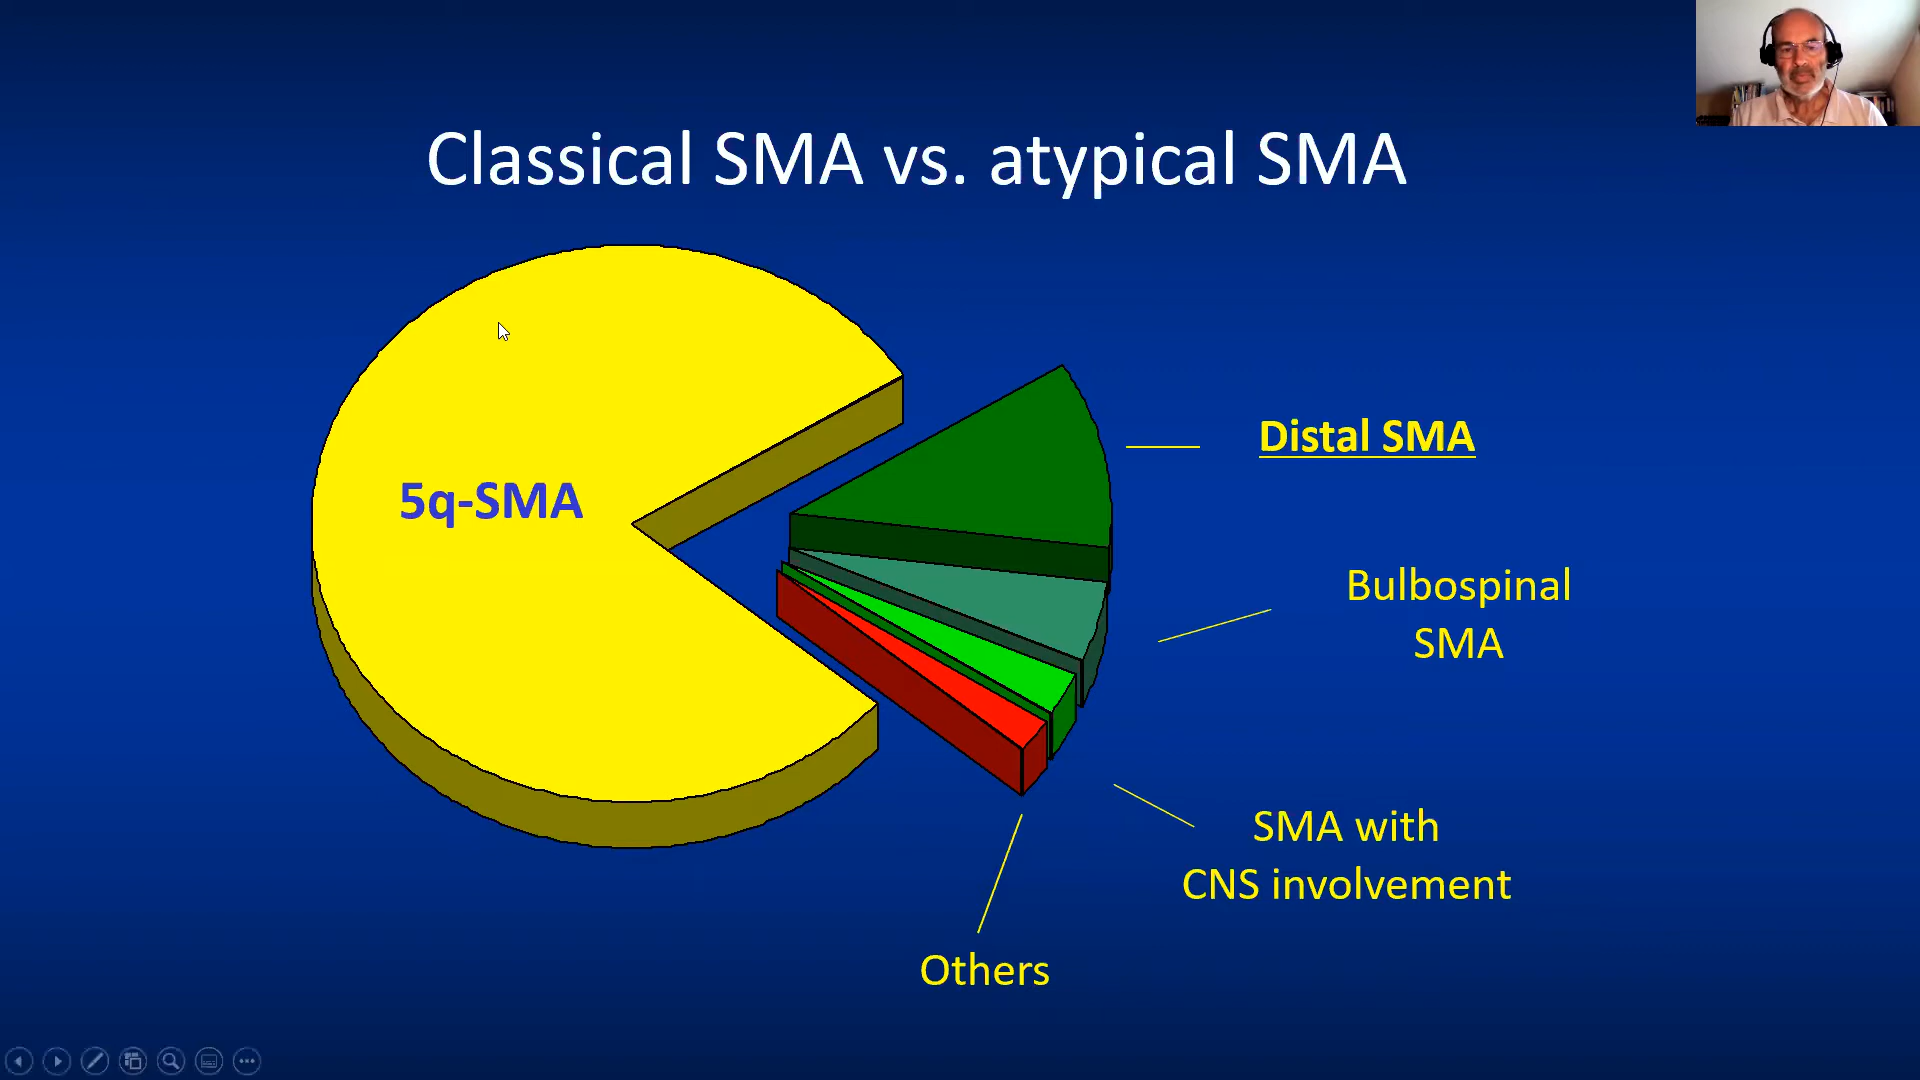 Classical SMA vs. atypical SMA
5q-SMA
Distal SMA
Bulbospinal
SMA
SMA with
CNS involvement
Others